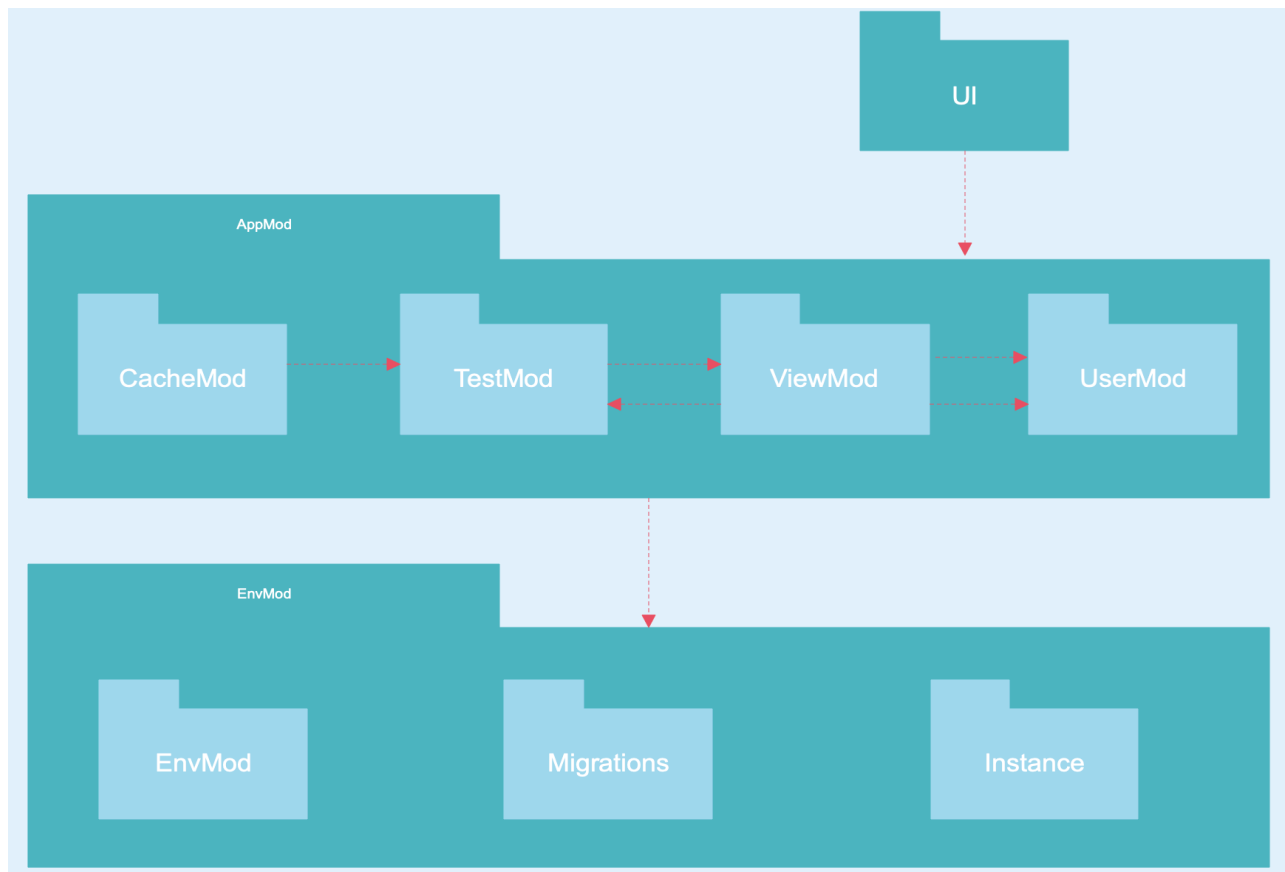 UI
AppMod
CacheMod
TestMod
ViewMod
UserMod
EnvMod
EnvMod
Migrations
Instance